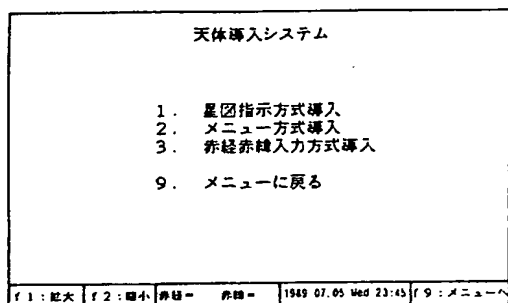 天体導入システム
1. 星図指示方式導入
2. メニュー方式導入
3. 赤経赤緯入力方式導入
9. メニューに戻る
f1:拡大 f2:縮小 赤経= 赤緯= 1989 07.05 Wed 23:45 f9:メニューへ